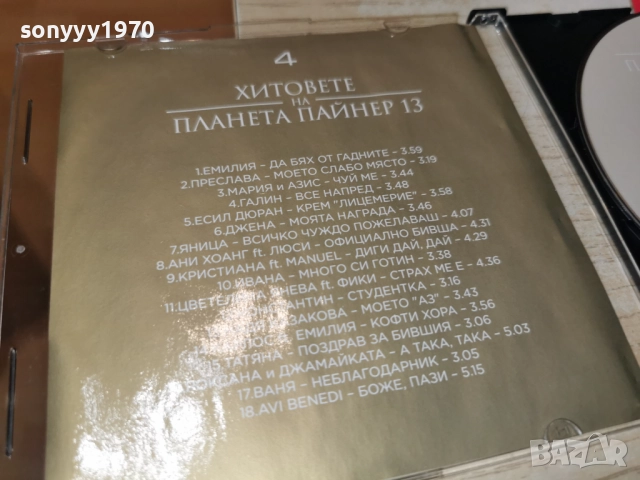 sonyyy1970
4
ХИТОВЕТЕ
НА
ПЛАНЕТА ПАЙНЕР 13
1.ЕМИЛИЯ - ДА БЯХ ОТ ГАДНИТЕ - 3.59
2.ПРЕСЛАВА - МОЕТО СЛАБО МЯСТО - 3.19
3.МАРИЯ и АЗИС - ЧУЙ МЕ - 3.44
4.ГАЛИН - ВСЕ НАПРЕД - 3.48
5.ЕСИЛ ДЮРАН - КРЕМ "ЛИЦЕМЕРИЕ" - 3.58
6.ДЖЕНА - МОЯТА НАГРАДА - 3.46
7.ЯНИЦА - ВСИЧКО ЧУЖДО ПОЖЕЛАВАШ - 4.07
8.АНИ ХОАНГ ft. ЛЮСИ - ОФИЦИАЛНО БИВША - 4.31
9.КРИСТИАНА ft. MANUEL - ДИГИ ДАЙ, ДАЙ - 4.29
10.ИВАНА - МНОГО СИ ГОТИН - 3.38
11.ЦВЕТЕЛИНА ft. ФИКИ - СТРАХ МЕ Е - 4.36
- СТУДЕНТКА - 3.16
- МОЕТО "АЗ" - 3.43
ЕМИЛИЯ - КОФТИ ХОРА - 3.56
15.ТАТЯНА - ПОЗДРАВ ЗА БИВШИЯ - 3.06
и ДЖАМАЙКАТА - А ТАКА, ТАКА - 5.03
17.ВАНЯ - НЕБЛАГОДАРНИК - 3.05
18.AVI BENEDI - БОЖЕ, ПАЗИ - 5.15
bazar